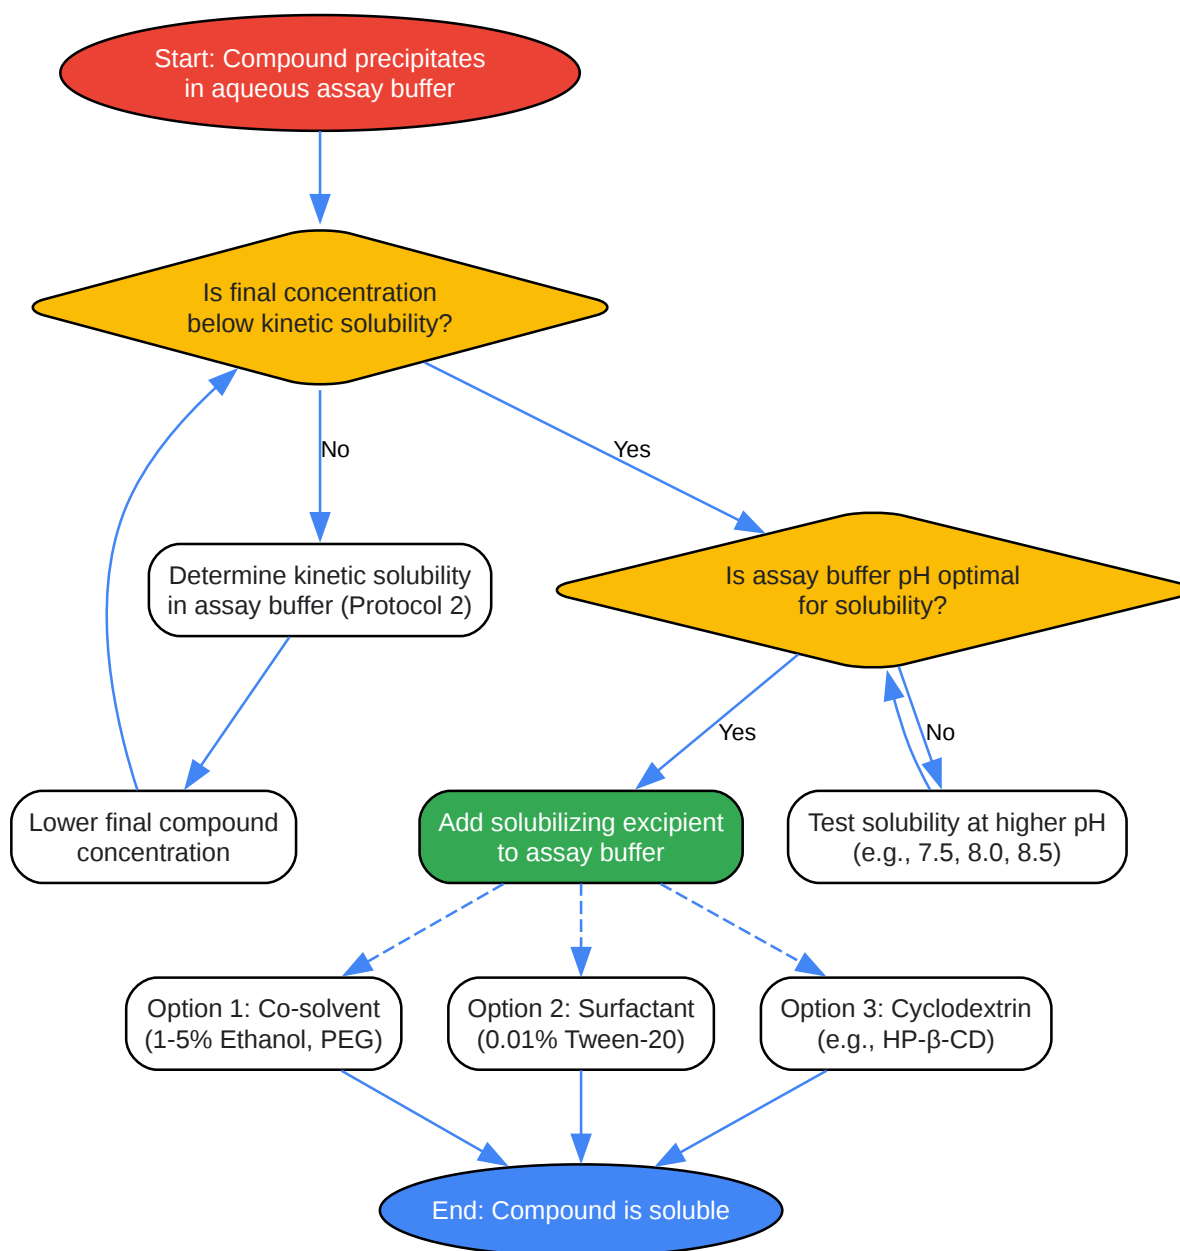 Start: Compound precipitates
in aqueous assay buffer
Is final concentration
below kinetic solubility?
No
Yes
Determine kinetic solubility
in assay buffer (Protocol 2)
Is assay buffer pH optimal
for solubility?
Yes
No
Lower final compound
concentration
Add solubilizing excipient
to assay buffer
Test solubility at higher pH
(e.g., 7.5, 8.0, 8.5)
Option 1: Co-solvent
(1-5% Ethanol, PEG)
Option 2: Surfactant
(0.01% Tween-20)
Option 3: Cyclodextrin
(e.g., HP-β-CD)
End: Compound is soluble